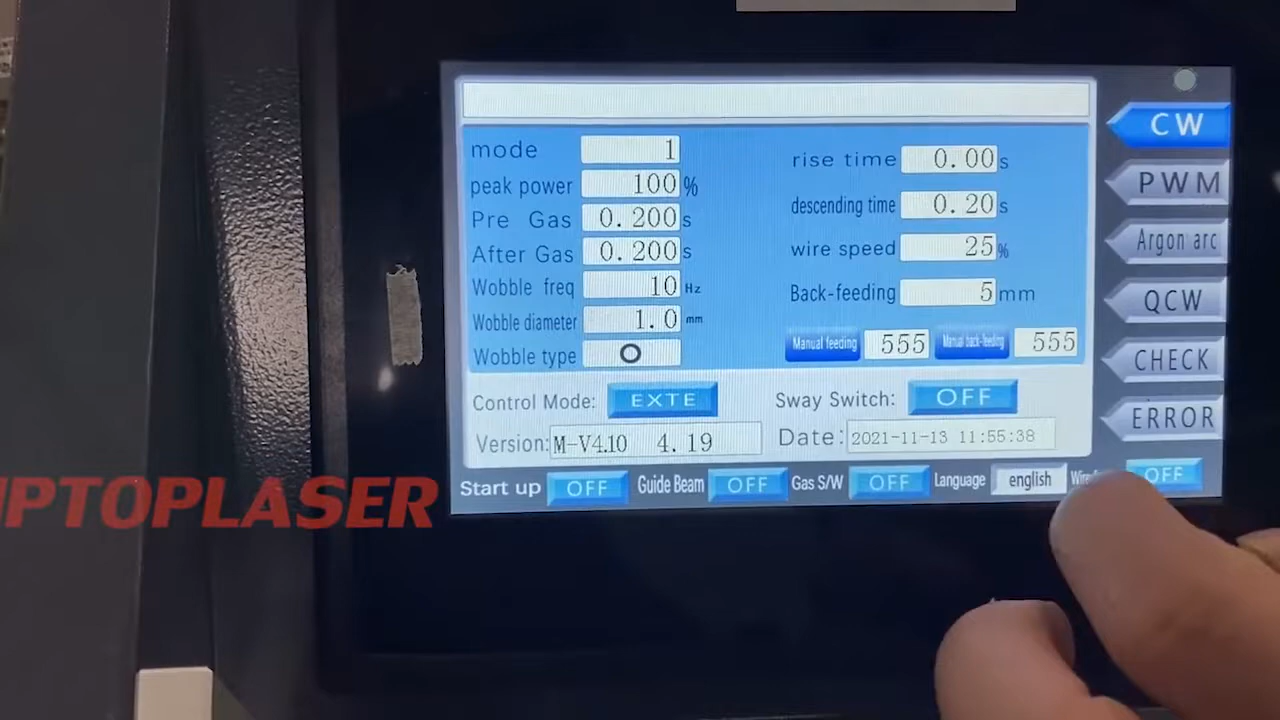 CW
mode 1
rise time 0.00 s
peak power 100 %
PWM
Pre Gas 0.200 s
descending time 0.20 s
After Gas 0.200 s
wire speed 25 %
Argon arc
Wobble freq 10 Hz
Back-feeding 5 mm
QCW
Wobble diameter 1.0 mm
Manual feeding 555 Manual back-feeding 555
Wobble type O
CHECK
Control Mode: EXTE
Sway Switch: OFF
ERROR
Version: M-V4.10 4.19
Date: 2021-11-13 11:55:38
Start up OFF Guide Beam OFF Gas S/W OFF Language english OFF
IPTOPLASER